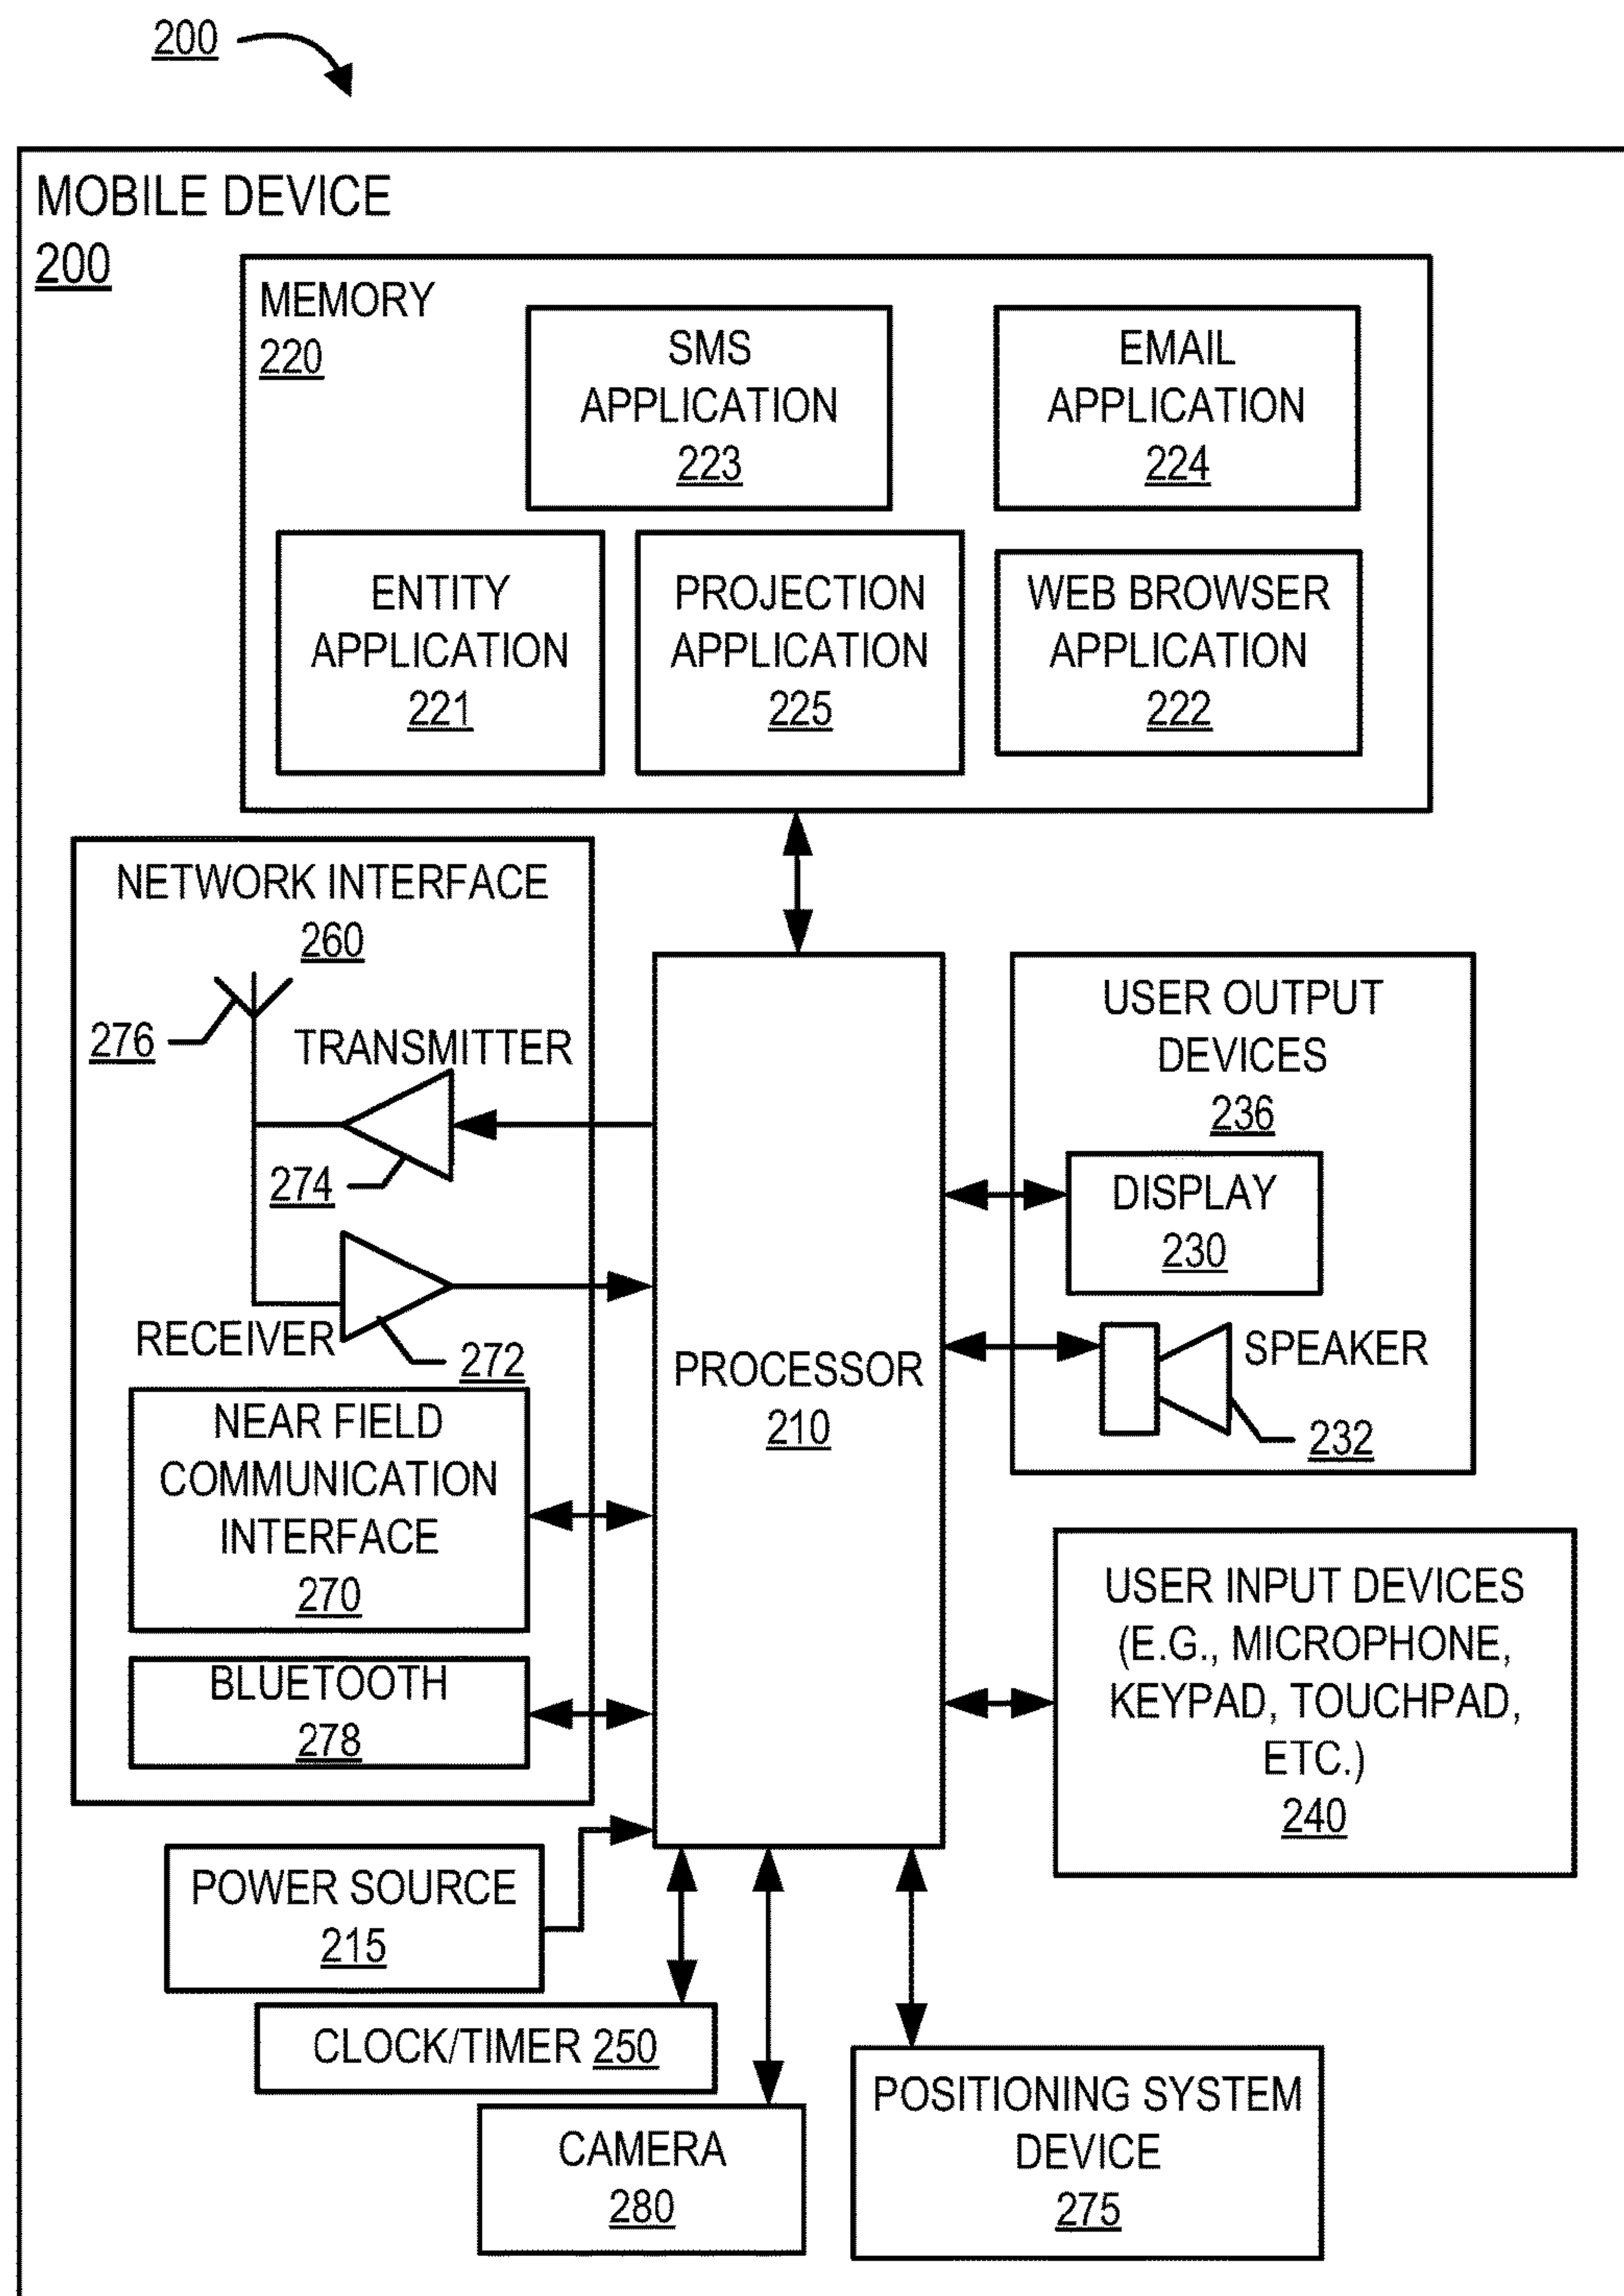 200
MOBILE DEVICE
200
MEMORY
220
SMS
APPLICATION
223
EMAIL
APPLICATION
224
ENTITY
APPLICATION
221
PROJECTION
APPLICATION
225
WEB BROWSER
APPLICATION
222
NETWORK INTERFACE
260
276
TRANSMITTER
274
RECEIVER
272
NEAR FIELD
COMMUNICATION
INTERFACE
270
BLUETOOTH
278
PROCESSOR
210
USER OUTPUT
DEVICES
236
DISPLAY
230
SPEAKER
232
USER INPUT DEVICES
(E.G., MICROPHONE,
KEYPAD, TOUCHPAD,
ETC.)
240
POWER SOURCE
215
CLOCK/TIMER 250
CAMERA
280
POSITIONING SYSTEM
DEVICE
275